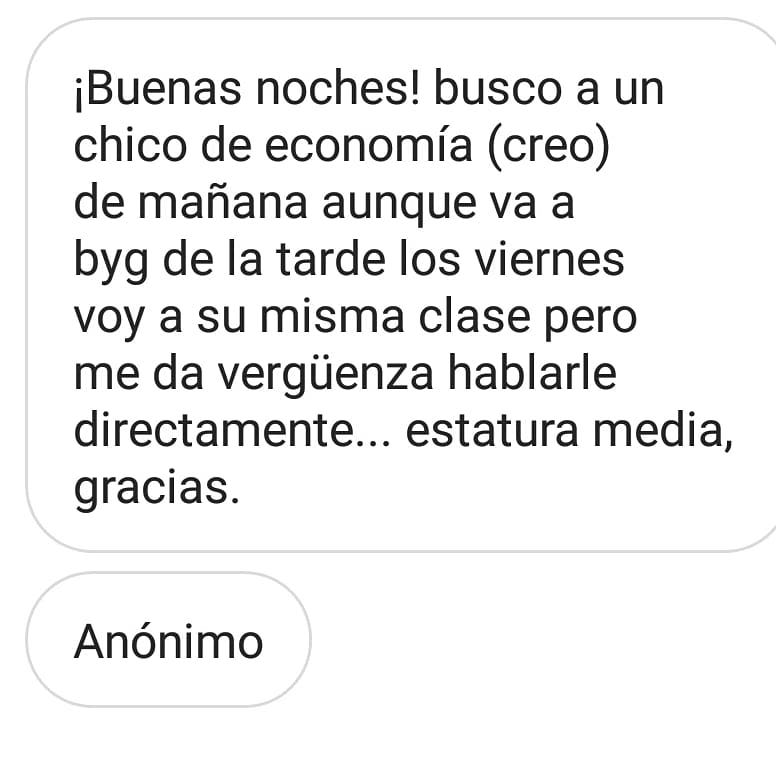 ¡Buenas noches! busco a un
chico de economía (creo)
de mañana aunque va a
byg de la tarde los viernes
voy a su misma clase pero
me da vergüenza hablarle
directamente... estatura media,
gracias.
Anónimo